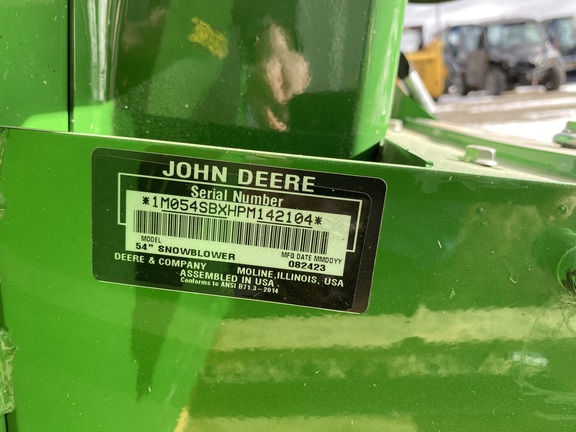 JOHN DEERE
Serial Number
*1M054SBXHPM142104*
MODEL
54" SNOWBLOWER
MFG DATE MMDDYY
082423
DEERE & COMPANY MOLINE, ILLINOIS, USA
ASSEMBLED IN USA
Conforms to ANSI B71.3-2014